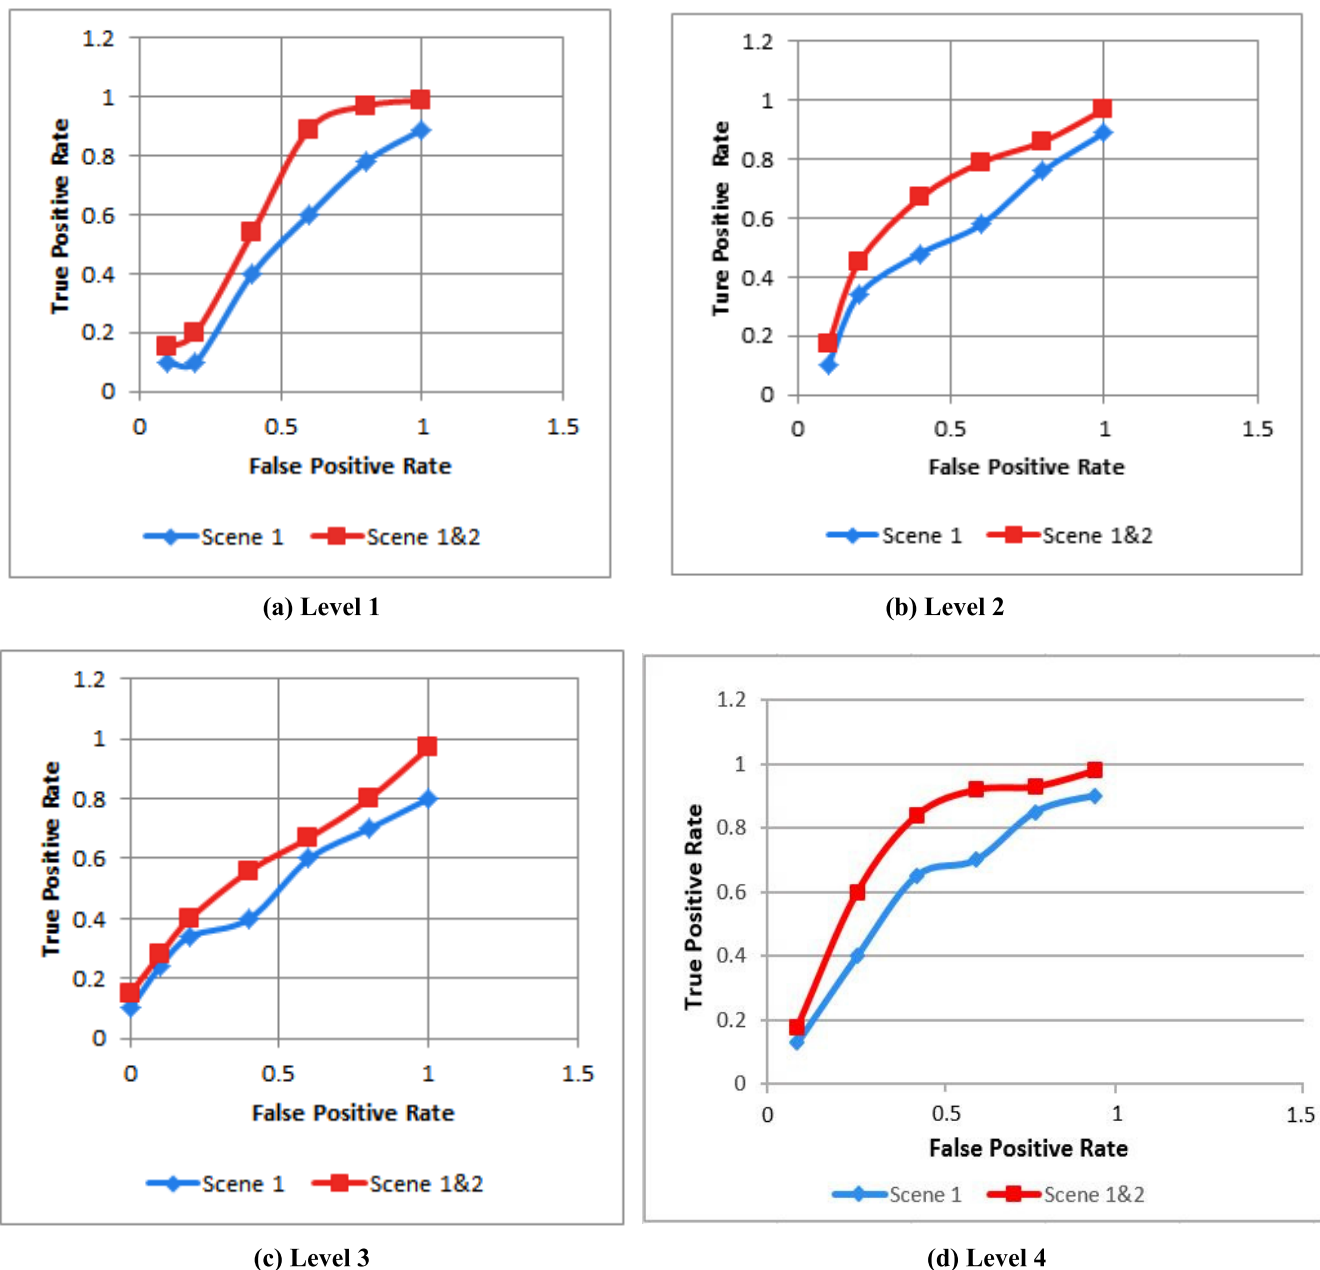 1.2
1
0.8
0.6
0.4
0.2
0
True Positive Rate
0 0.5 1 1.5
False Positive Rate
Scene 1 Scene 1&2
(a) Level 1
1.2
1
0.8
0.6
0.4
0.2
0
Ture Positive Rate
0 0.5 1 1.5
False Positive Rate
Scene 1 Scene 1&2
(b) Level 2
1.2
1
0.8
0.6
0.4
0.2
0
True Positive Rate
0 0.5 1 1.5
False Positive Rate
Scene 1 Scene 1&2
(c) Level 3
1.2
1
0.8
0.6
0.4
0.2
0
True Positive Rate
0 0.5 1 1.5
False Positive Rate
Scene 1 Scene 1&2
(d) Level 4